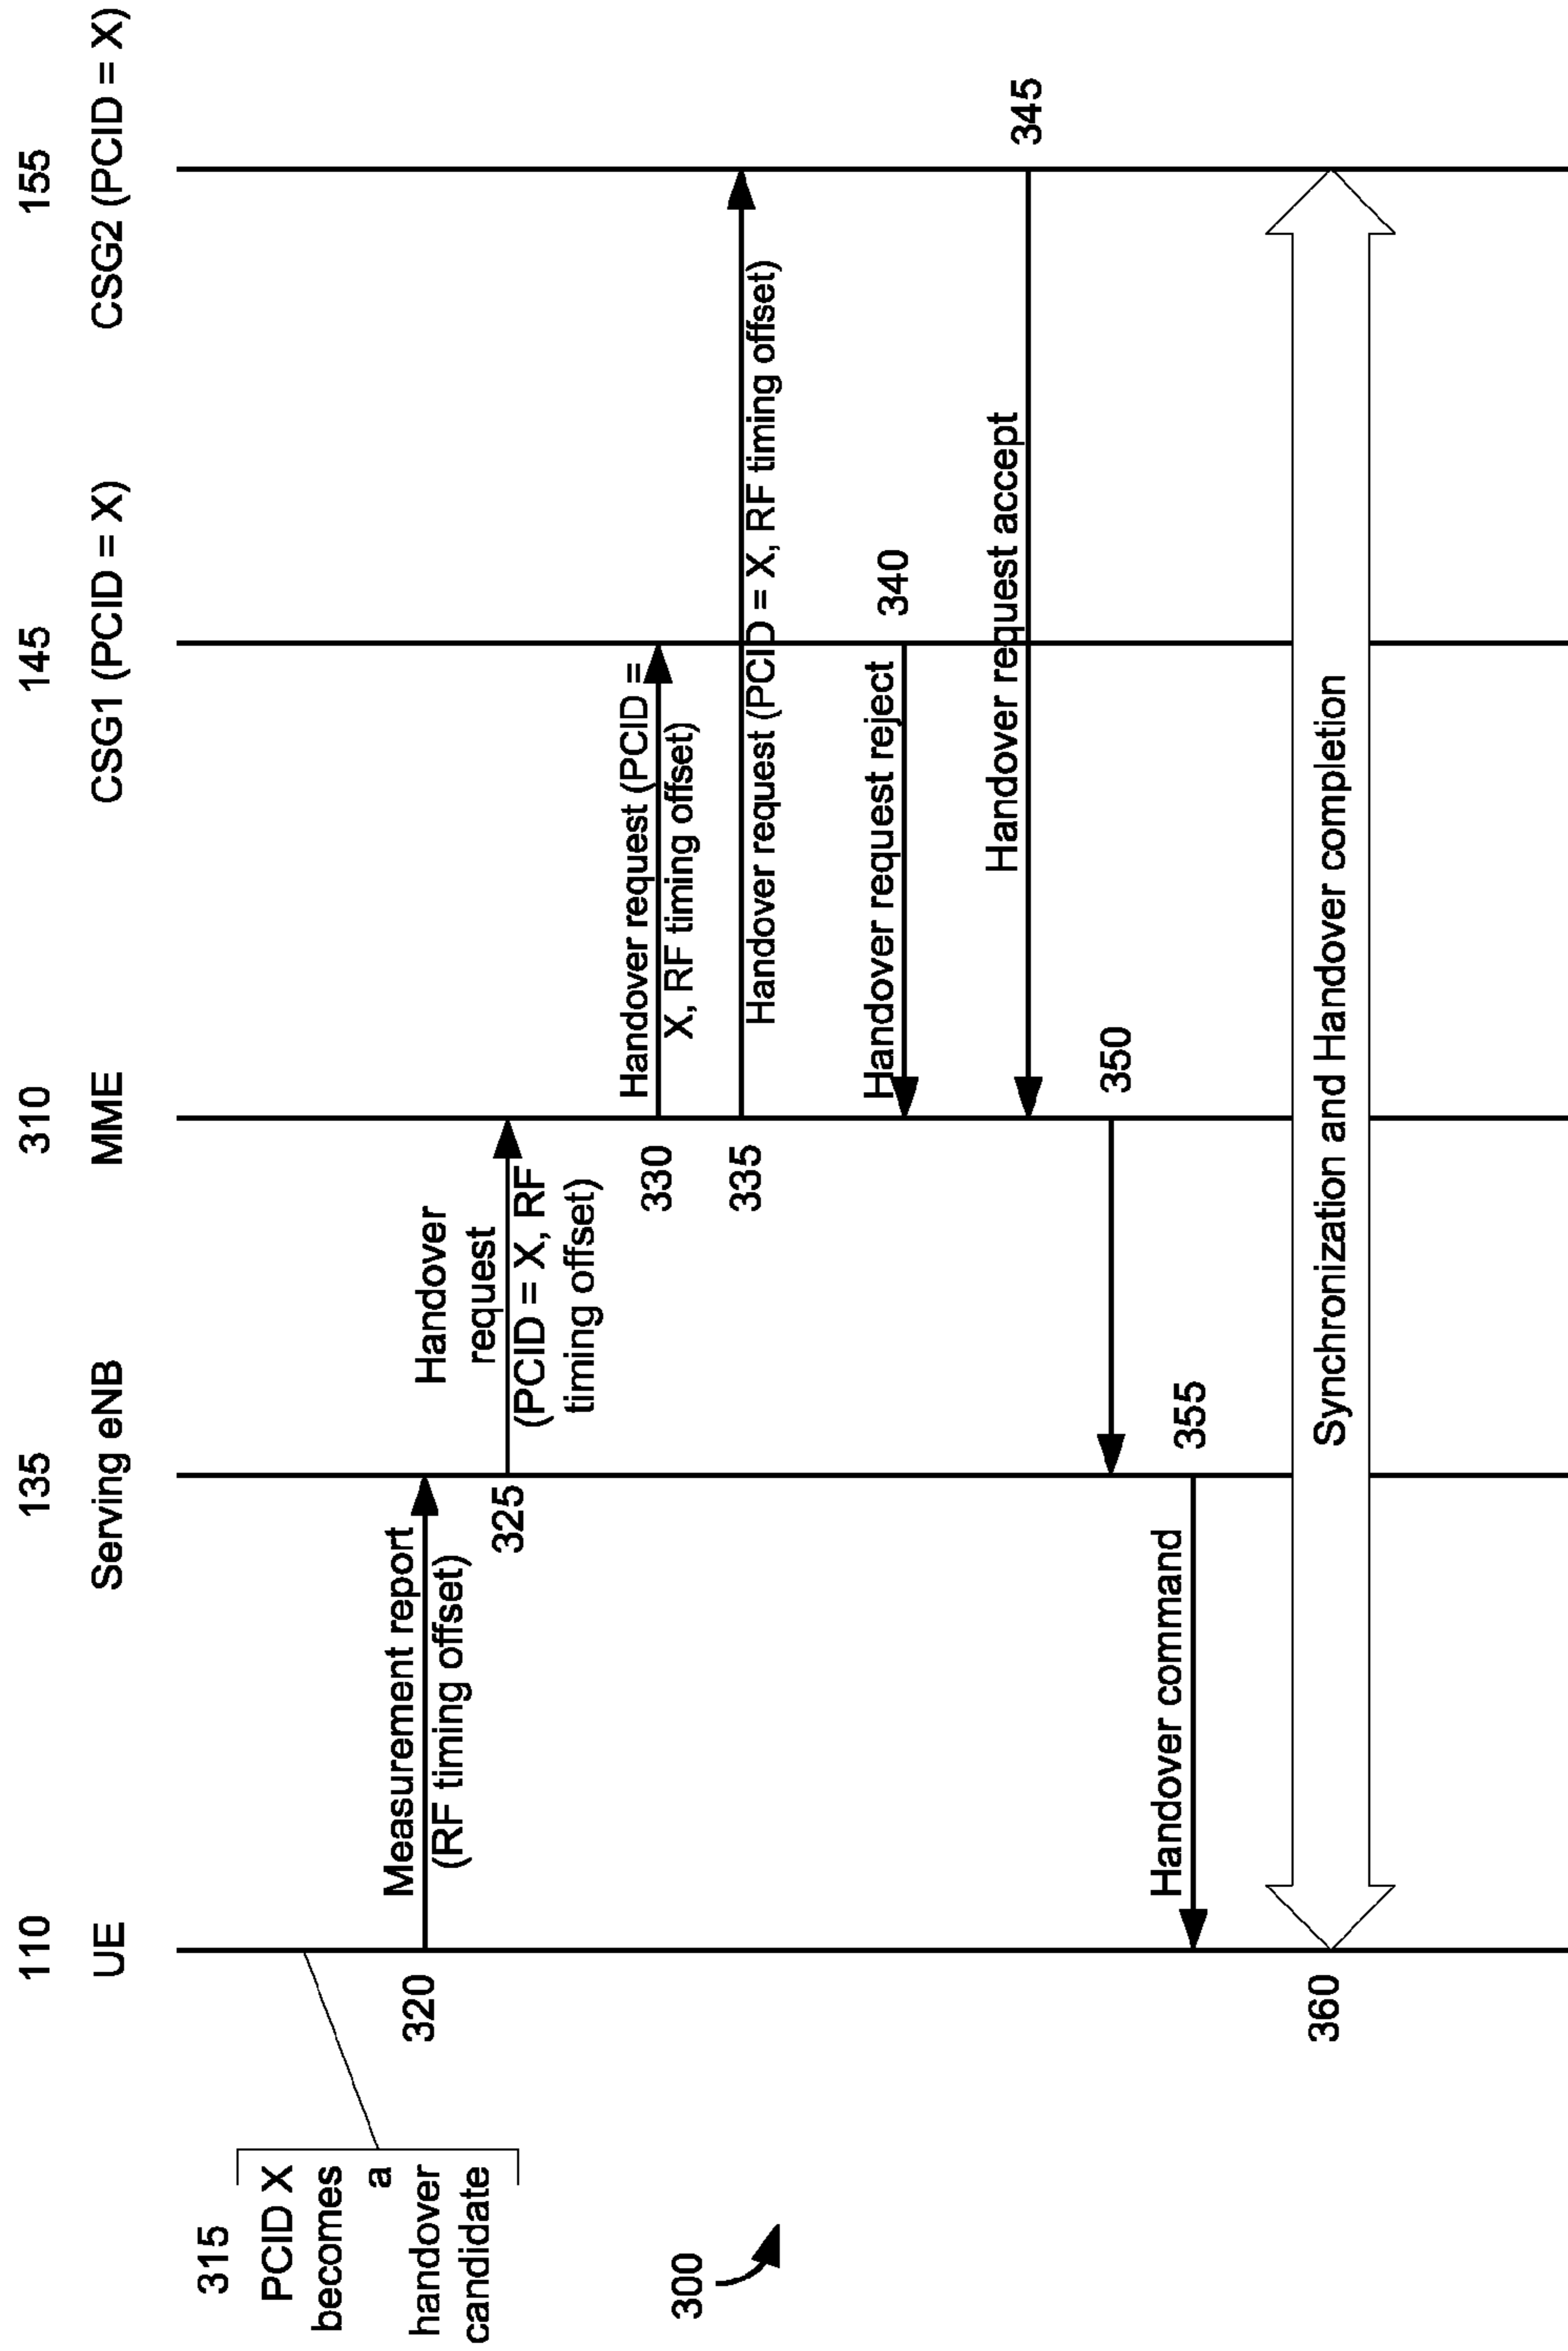 110
135
310
145
155
UE
Serving eNB
MME
CSG1 (PCID = X)
CSG2 (PCID = X)
315
PCID X
becomes
a
handover
candidate
320
Measurement report
(RF timing offset)
Handover
request
325
(PCID = X, RF
timing offset)
Handover request (PCID =
330
X, RF timing offset)
335
Handover request (PCID = X, RF timing offset)
Handover request reject
340
Handover request accept
345
350
Handover command
355
360
Synchronization and Handover completion
300